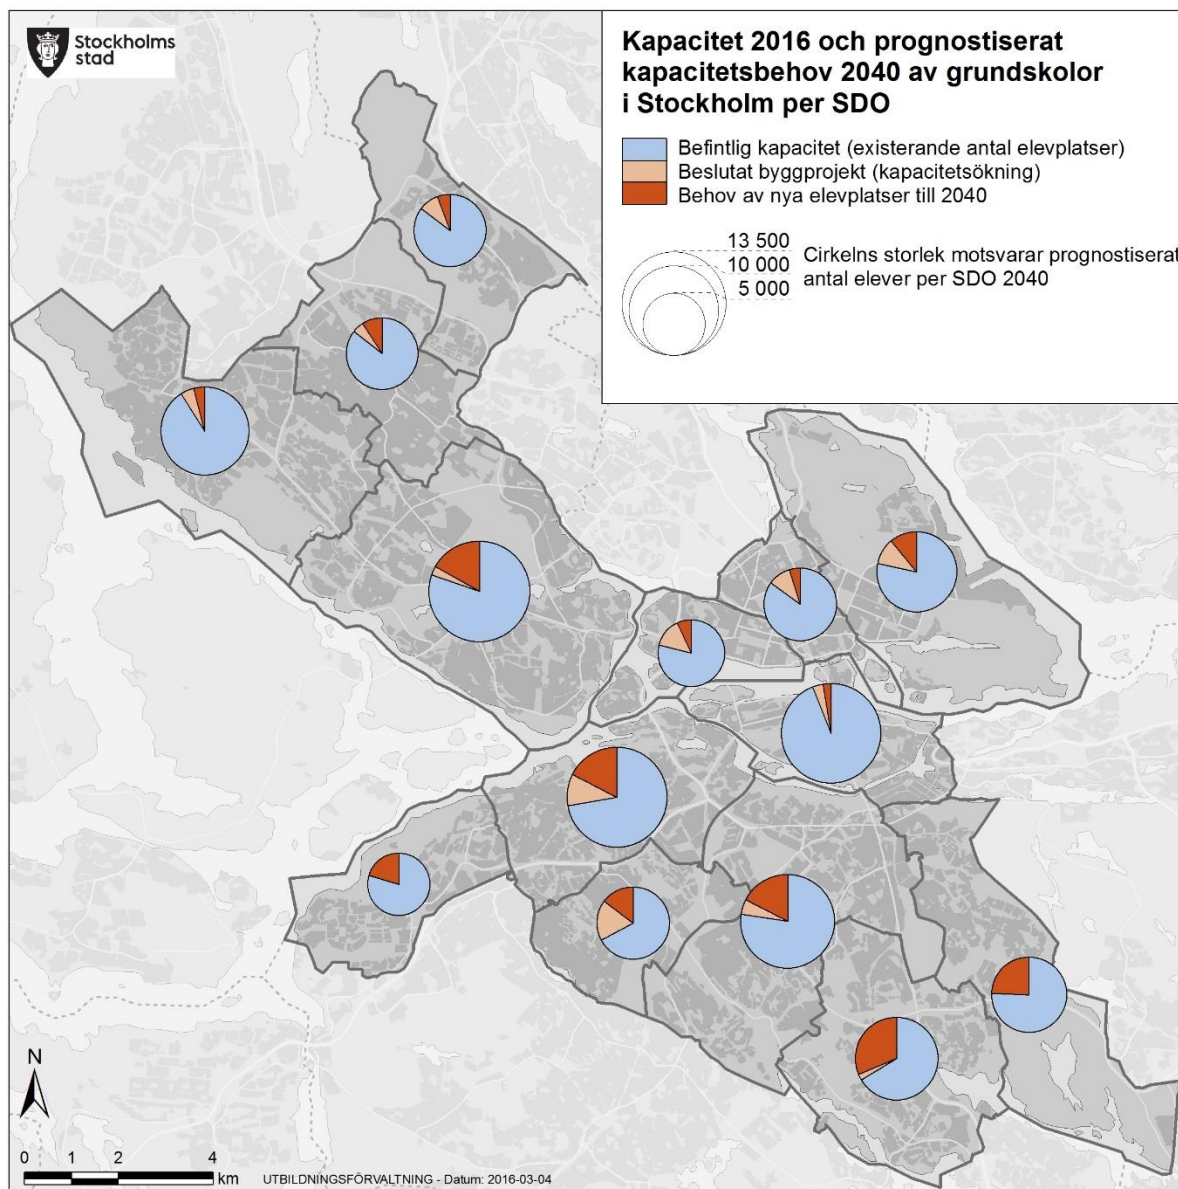 Stockholms
stad
Kapacitet 2016 och prognostiserat
kapacitetsbehov 2040 av grundskolor
i Stockholm per SDO
Befintlig kapacitet (existerande antal elevplatser)
Beslutat byggprojekt (kapacitetsökning)
Behov av nya elevplatser till 2040
13 500
10 000
5 000
Cirkelns storlek motsvarar prognostiserat
antal elever per SDO 2040
N
0 1 2 4
km
UTBILDNINGSFÖRVALTNING - Datum: 2016-03-04